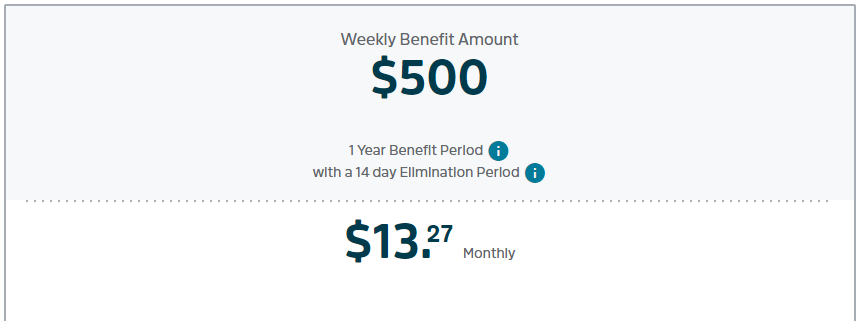 Weekly Benefit Amount
$500
1 Year Benefit Period i
with a 14 day Elimination Period i
$13.27 Monthly